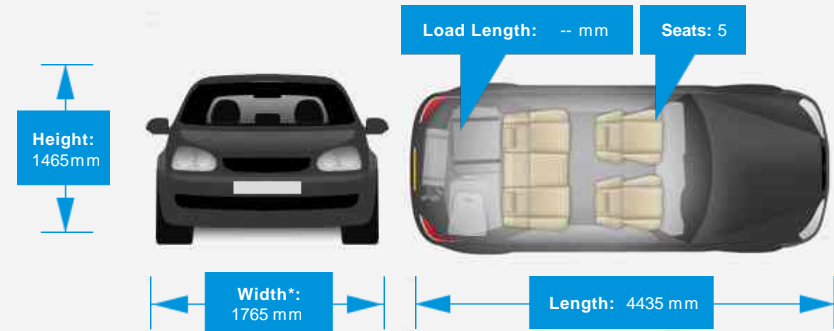 Load Length: -- mm
Seats: 5
Height:
1465mm
Width*:
1765 mm
Length: 4435 mm